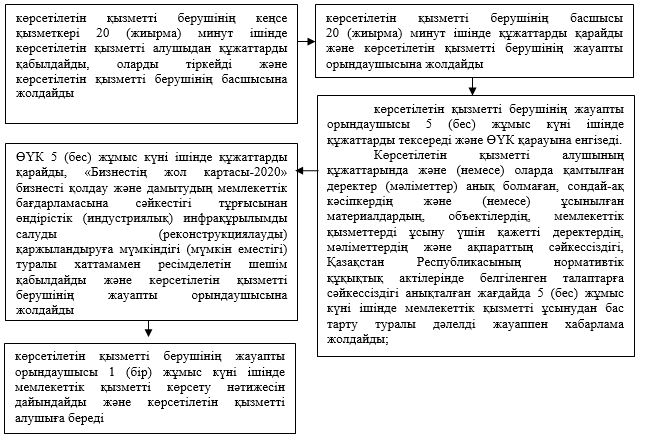 көрсетілетін қызметті берушінің кеңсе
қызметкері 20 (жиырма) минут ішінде
көрсетілетін қызметті алушыдан құжаттарды
қабылдайды, оларды тіркейді және
көрсетілетін қызметті берушінің басшысына
жолдайды
көрсетілетін қызметті берушінің басшысы
20 (жиырма) минут ішінде құжаттарды қарайды
және көрсетілетін қызметті берушінің жауапты
орындаушысына жолдайды
көрсетілетін қызметті берушінің жауапты
орындаушысы 5 (бес) жұмыс күні ішінде
құжаттарды тексереді және ӨҮК қарауына енгізеді.
Көрсетілетін қызметті алушының
құжаттарында және (немесе) оларда қамтылған
деректер (мәліметтер) анық болмаған, сондай-ақ
кәсіпкердің және (немесе) ұсынылған
материалдардың, объектілердің, мемлекеттік
қызметтерді ұсыну үшін қажетті деректердің,
мәліметтердің және ақпараттың сәйкессіздігі,
Қазақстан Республикасының нормативтік
құқықтық актілерінде белгіленген талаптарға
сәйкессіздігі анықталған жағдайда 5 (бес) жұмыс
күні ішінде мемлекеттік қызметті ұсынудан бас
тарту туралы дәлелді жауаппен хабарлама
жолдайды;
ӨҮК 5 (бес) жұмыс күні ішінде құжаттарды
қарайды, «Бизнестің жол картасы-2020»
бизнесті қолдау және дамытудың мемлекеттік
бағдарламасына сәйкестігі тұрғысынан
өндірістік (индустриялық) инфрақұрылымды
салуды (реконструкциялауды)
қаржыландыруға мүмкіндігі (мүмкін еместігі)
туралы хаттамамен ресімделетін шешім
қабылдайды және көрсетілетін қызметті
берушінің жауапты орындаушысына
жолдайды
көрсетілетін қызметті берушінің жауапты
орындаушысы 1 (бір) жұмыс күні ішінде
мемлекеттік қызметті көрсету нәтижесін
дайындайды және көрсетілетін қызметті
алушыға береді